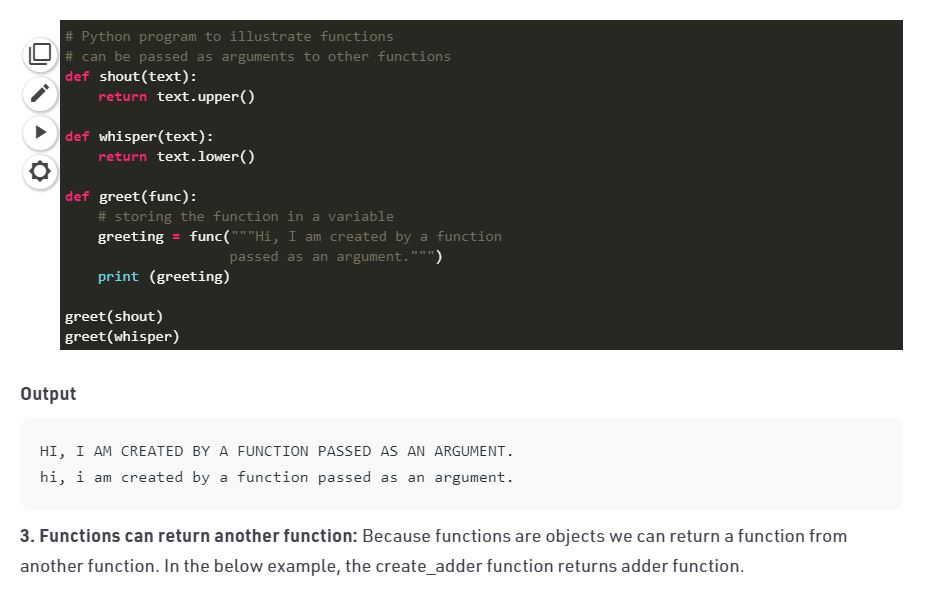 # Python program to illustrate functions
# can be passed as arguments to other functions
def shout(text):
    return text.upper()

def whisper(text):
    return text.lower()

def greet(func):
    # storing the function in a variable
    greeting = func("""Hi, I am created by a function
                    passed as an argument.""")
    print (greeting)

greet(shout)
greet(whisper)
Output
HI, I AM CREATED BY A FUNCTION PASSED AS AN ARGUMENT.
hi, i am created by a function passed as an argument.
3. Functions can return another function: Because functions are objects we can return a function from
another function. In the below example, the create_adder function returns adder function.